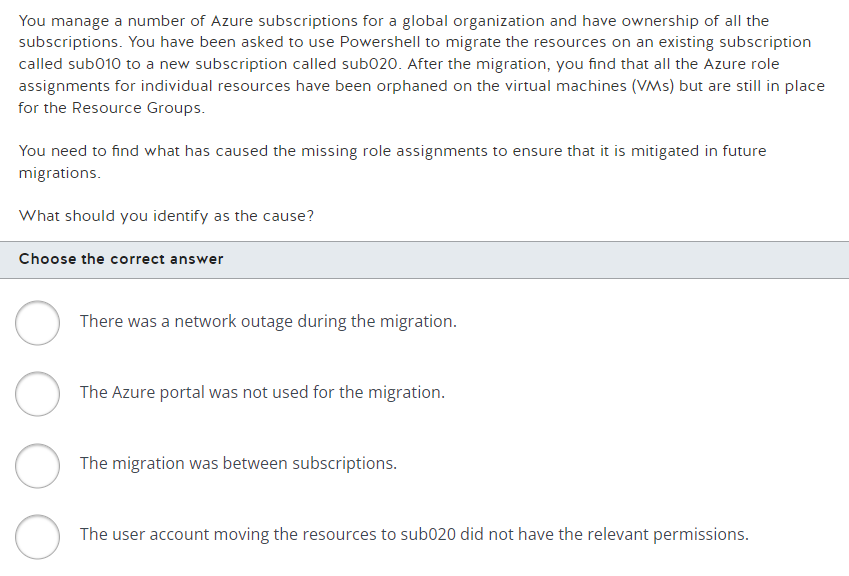 You manage a number of Azure subscriptions for a global organization and have ownership of all the
subscriptions. You have been asked to use Powershell to migrate the resources on an existing subscription
called sub010 to a new subscription called sub020. After the migration, you find that all the Azure role
assignments for individual resources have been orphaned on the virtual machines (VMs) but are still in place
for the Resource Groups.
You need to find what has caused the missing role assignments to ensure that it is mitigated in future
migrations.
What should you identify as the cause?
Choose the correct answer
There was a network outage during the migration.
The Azure portal was not used for the migration.
The migration was between subscriptions.
The user account moving the resources to sub020 did not have the relevant permissions.